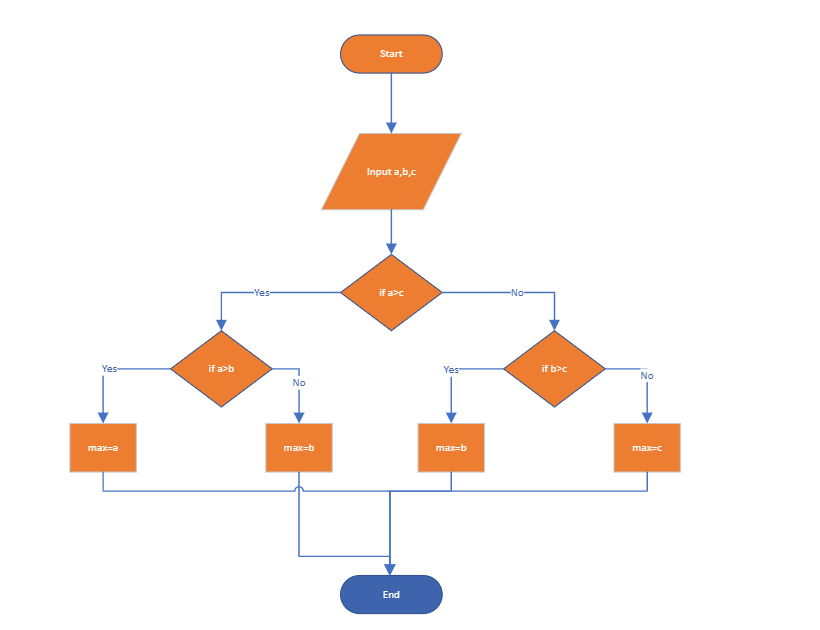 Start
Input a,b,c
if a>c
Yes
No
if a>b
if b>c
Yes
No
Yes
No
max=a
max=b
max=b
max=c
End